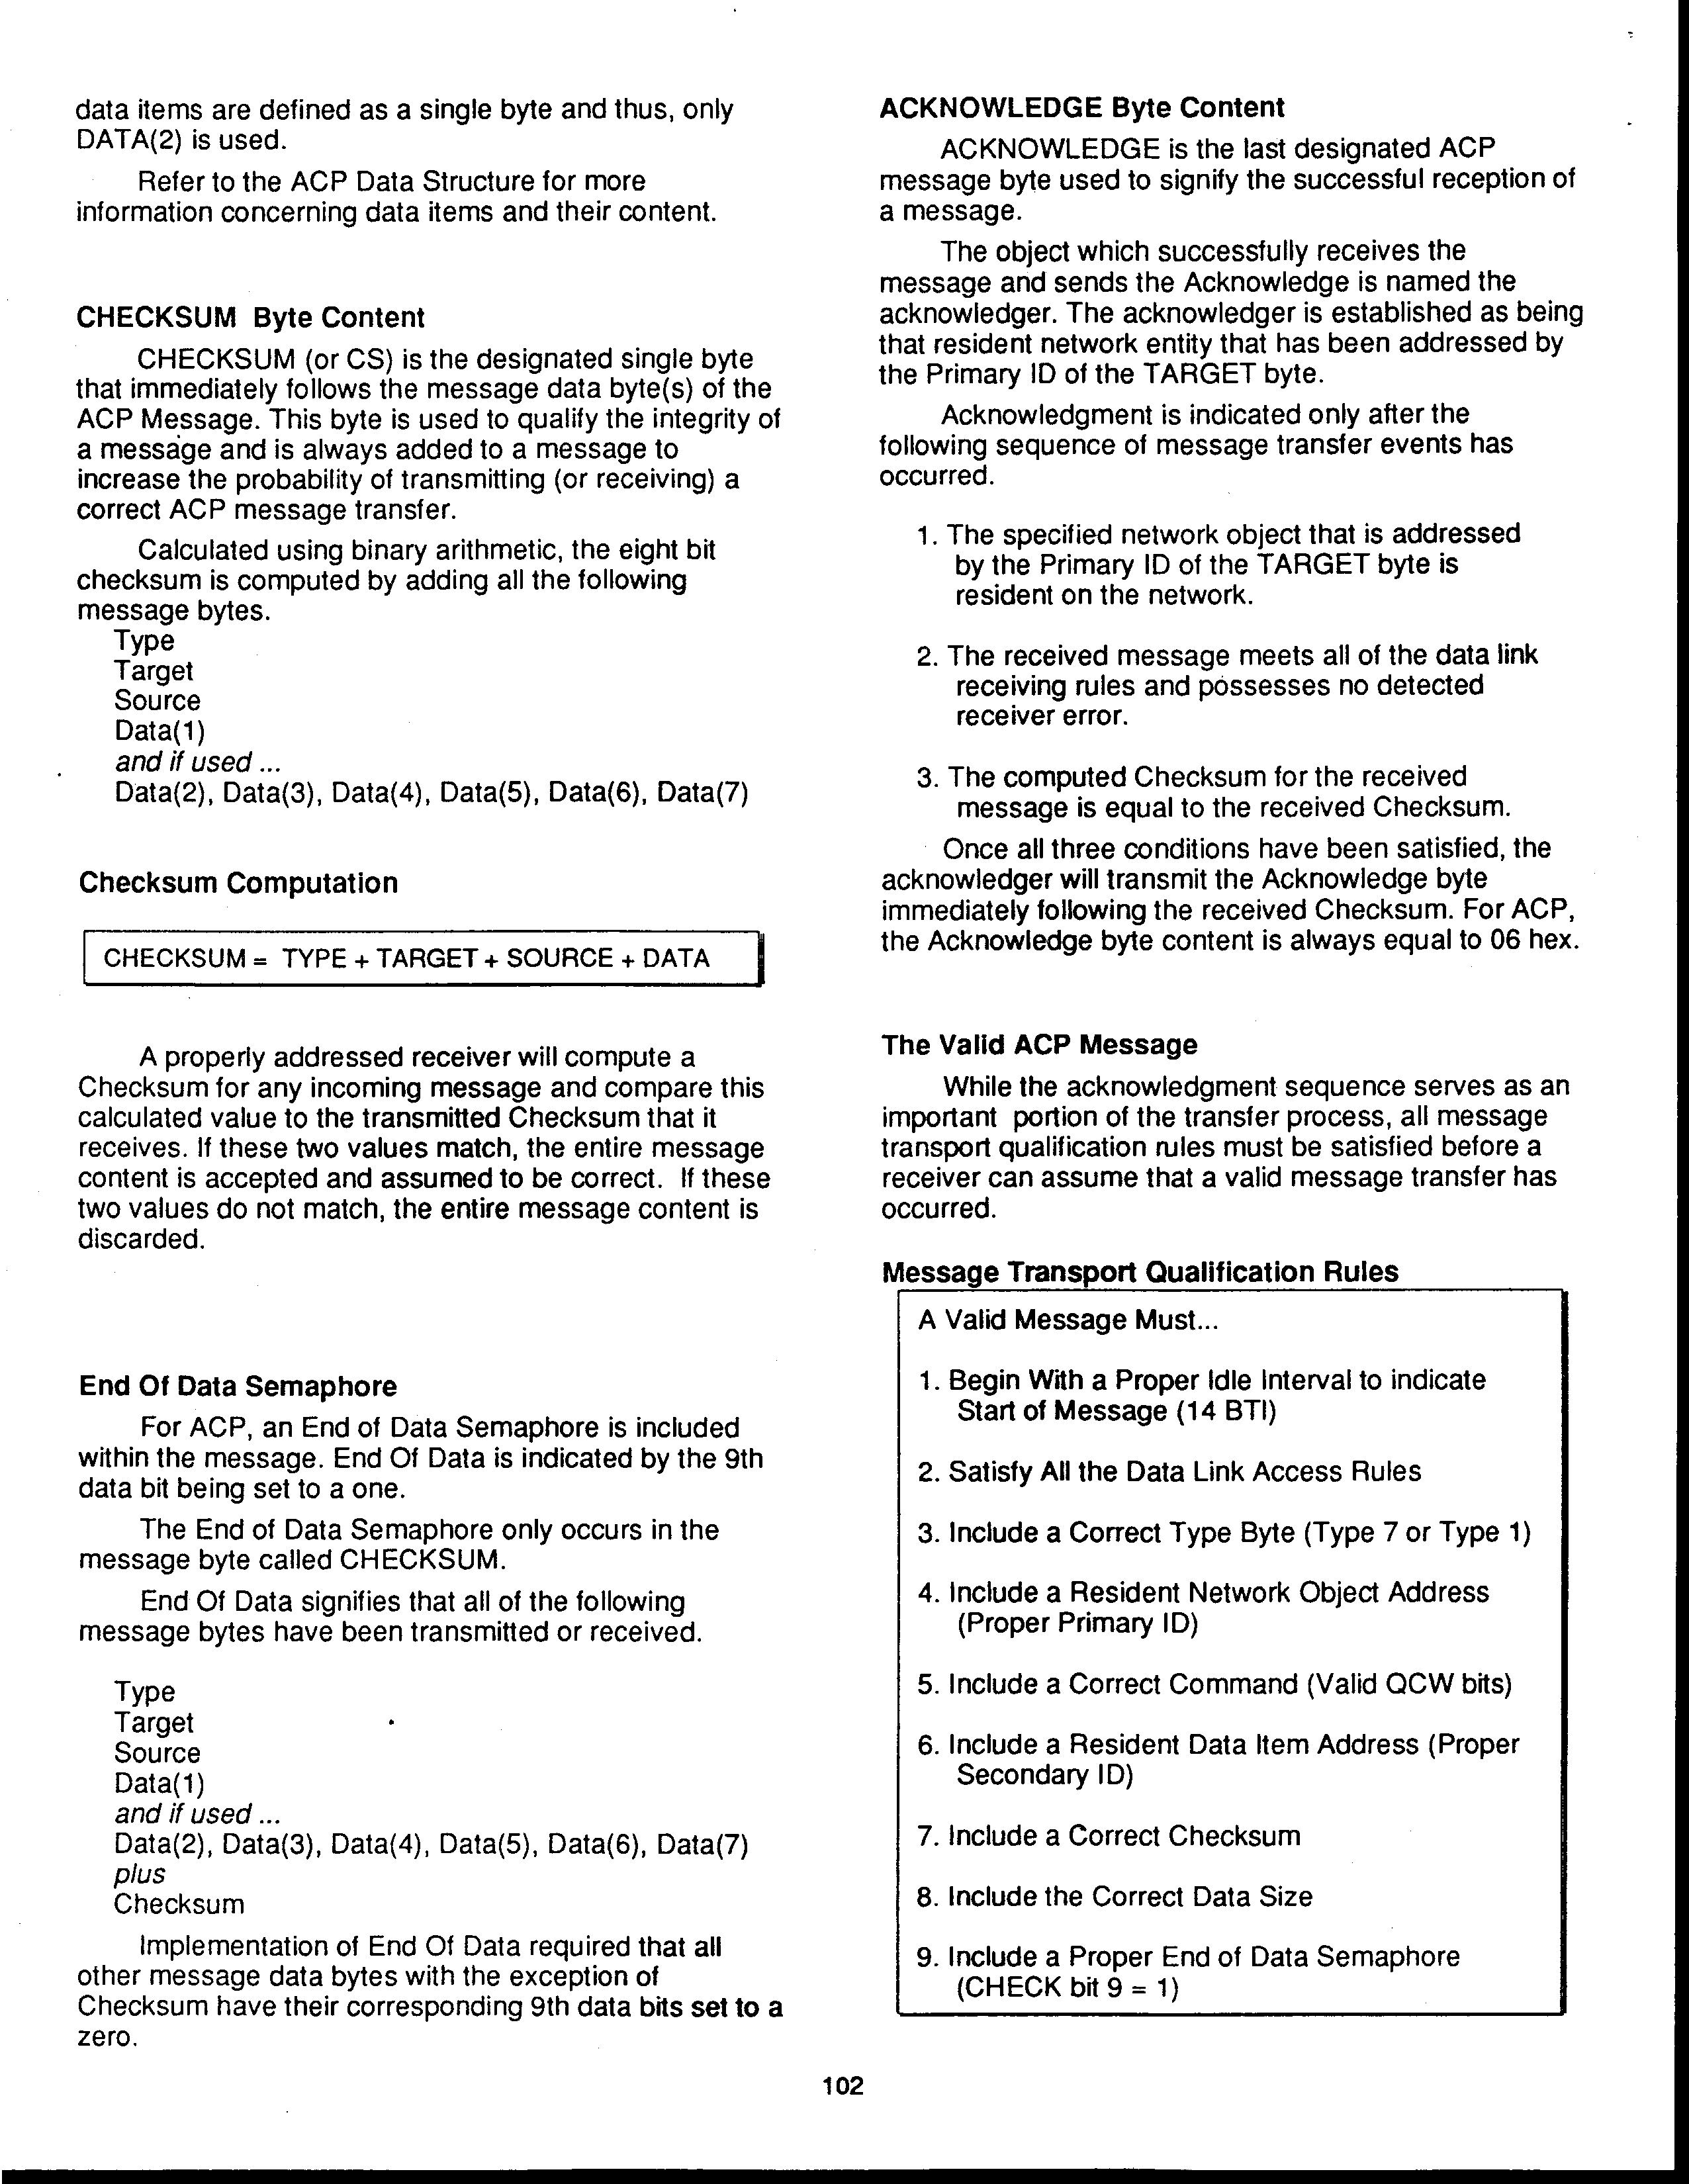 data items are defined as a single byte and thus, only
DATA(2) is used.
Refer to the ACP Data Structure for more
information concerning data items and their content.
CHECKSUM Byte Content
CHECKSUM (or CS) is the designated single byte
that immediately follows the message data byte(s) of the
ACP Message. This byte is used to qualify the integrity of
a message and is always added to a message to
increase the probability of transmitting (or receiving) a
correct ACP message transfer.
Calculated using binary arithmetic, the eight bit
checksum is computed by adding all the following
message bytes.
Type
Target
Source
Data(1)
and if used ...
Data(2), Data(3), Data(4), Data(5), Data(6), Data(7)
Checksum Computation
CHECKSUM = TYPE + TARGET + SOURCE + DATA
A properly addressed receiver will compute a
Checksum for any incoming message and compare this
calculated value to the transmitted Checksum that it
receives. If these two values match, the entire message
content is accepted and assumed to be correct. If these
two values do not match, the entire message content is
discarded.
End Of Data Semaphore
For ACP, an End of Data Semaphore is included
within the message. End Of Data is indicated by the 9th
data bit being set to a one.
The End of Data Semaphore only occurs in the
message byte called CHECKSUM.
End Of Data signifies that all of the following
message bytes have been transmitted or received.
Type
Target
Source
Data(1)
and if used ...
Data(2), Data(3), Data(4), Data(5), Data(6), Data(7)
plus
Checksum
Implementation of End Of Data required that all
other message data bytes with the exception of
Checksum have their corresponding 9th data bits set to a
zero.
ACKNOWLEDGE Byte Content
ACKNOWLEDGE is the last designated ACP
message byte used to signify the successful reception of
a message.
The object which successfully receives the
message and sends the Acknowledge is named the
acknowledger. The acknowledger is established as being
that resident network entity that has been addressed by
the Primary ID of the TARGET byte.
Acknowledgment is indicated only after the
following sequence of message transfer events has
occurred.
1. The specified network object that is addressed
by the Primary ID of the TARGET byte is
resident on the network.
2. The received message meets all of the data link
receiving rules and possesses no detected
receiver error.
3. The computed Checksum for the received
message is equal to the received Checksum.
Once all three conditions have been satisfied, the
acknowledger will transmit the Acknowledge byte
immediately following the received Checksum. For ACP,
the Acknowledge byte content is always equal to 06 hex.
The Valid ACP Message
While the acknowledgment sequence serves as an
important portion of the transfer process, all message
transport qualification rules must be satisfied before a
receiver can assume that a valid message transfer has
occurred.
Message Transport Qualification Rules
A Valid Message Must...
1. Begin With a Proper Idle Interval to indicate
Start of Message (14 BTI)
2. Satisfy All the Data Link Access Rules
3. Include a Correct Type Byte (Type 7 or Type 1)
4. Include a Resident Network Object Address
(Proper Primary ID)
5. Include a Correct Command (Valid QCW bits)
6. Include a Resident Data Item Address (Proper
Secondary ID)
7. Include a Correct Checksum
8. Include the Correct Data Size
9. Include a Proper End of Data Semaphore
(CHECK bit 9 = 1)
102